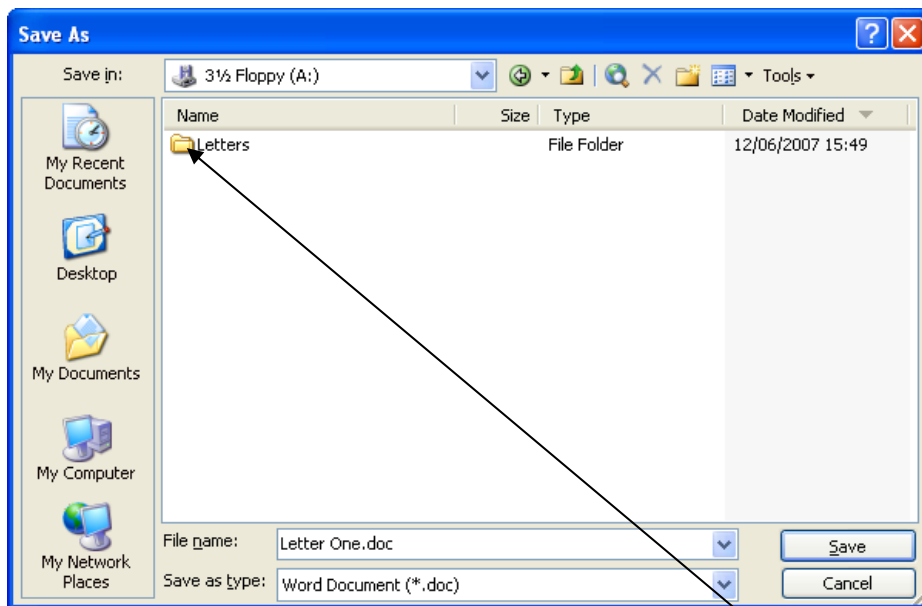 Save As
Save in:
3½ Floppy (A:)
Tools
Name Size Type Date Modified
Letters File Folder 12/06/2007 15:49
My Recent
Documents
Desktop
My Documents
My Computer
My Network
Places
File name:
Letter One.doc
Save
Save as type:
Word Document (*.doc)
Cancel